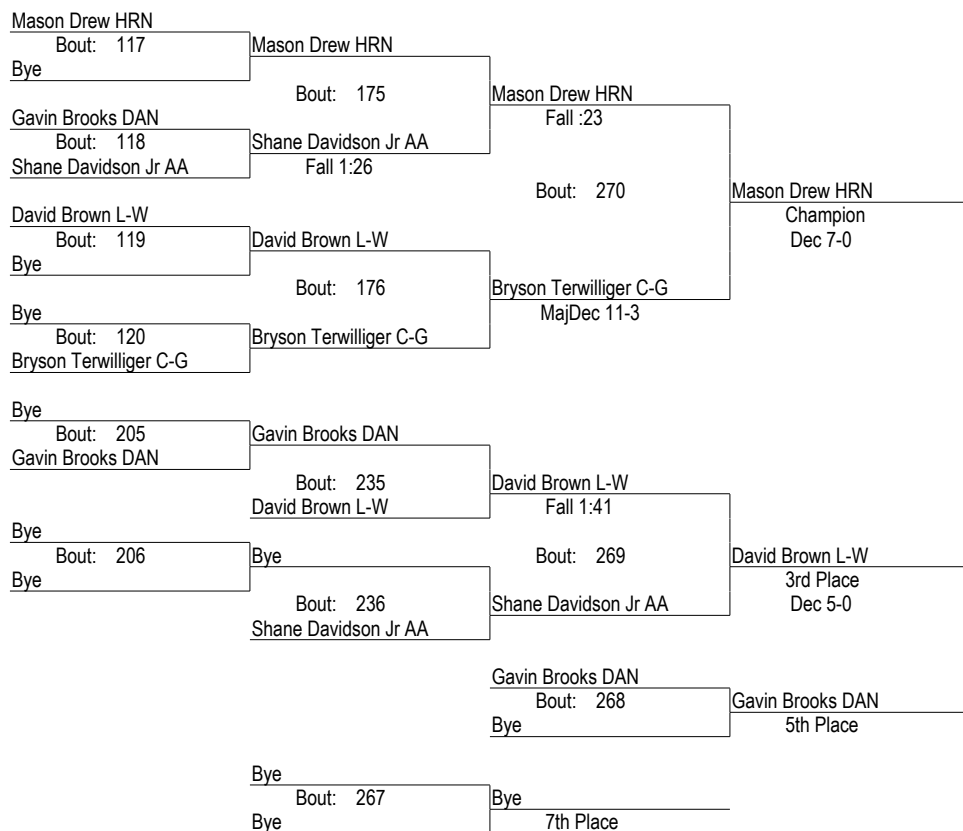 Mason Drew HRN
Bout: 117
Mason Drew HRN
Bye
Bout: 175
Mason Drew HRN
Gavin Brooks DAN
Fall :23
Bout: 118
Shane Davidson Jr AA
Shane Davidson Jr AA
Fall 1:26
Bout: 270
Mason Drew HRN
David Brown L-W
Champion
Bout: 119
David Brown L-W
Dec 7-0
Bye
Bout: 176
Bryson Terwilliger C-G
Bye
MajDec 11-3
Bout: 120
Bryson Terwilliger C-G
Bryson Terwilliger C-G
Bye
Bout: 205
Gavin Brooks DAN
Gavin Brooks DAN
Bout: 235
David Brown L-W
David Brown L-W
Fall 1:41
Bye
Bout: 206
Bye
Bout: 269
David Brown L-W
Bye
3rd Place
Bout: 236
Shane Davidson Jr AA
Dec 5-0
Shane Davidson Jr AA
Gavin Brooks DAN
Bout: 268
Gavin Brooks DAN
Bye
5th Place
Bye
Bout: 267
Bye
Bye
7th Place